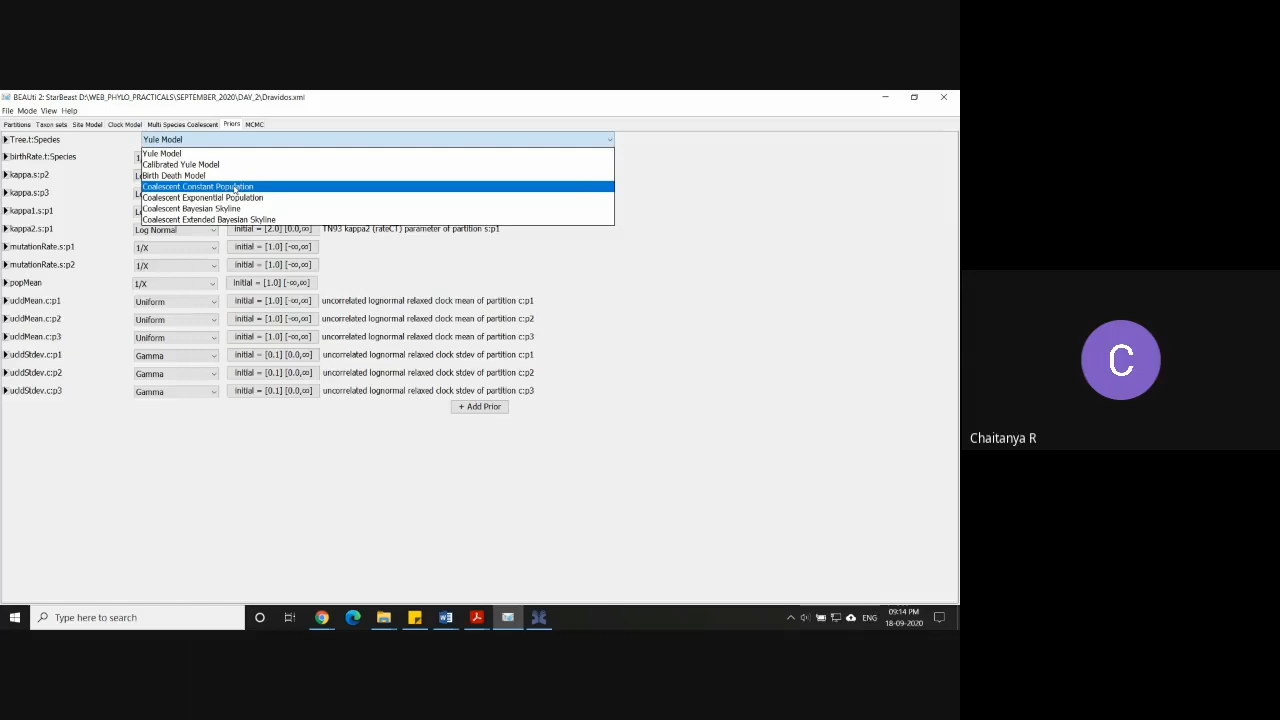 BEAUti 2: StarBeast D:\WEB_PHYLO_PRACTICALS\SEPTEMBER_2020\DAY_2\Dravidos.xml
File Mode View Help
Partitions Taxon sets Site Model Clock Model Multi Species Coalescent Priors MCMC
Tree.t:Species Yule Model
Yule Model
birthRate.t:Species 1
Calibrated Yule Model
kappa.s:p2
Birth Death Model
kappa.s:p3
Coalescent Constant Population
Coalescent Exponential Population
kappa1.s:p1
Coalescent Bayesian Skyline
Coalescent Extended Bayesian Skyline
kappa2.s:p1 Log Normal initial = [2.0] [0.0,∞] TN93 kappa2 (rateCT) parameter of partition s:p1
mutationRate.s:p1 1/X initial = [1.0] [-∞,∞]
mutationRate.s:p2 1/X initial = [1.0] [-∞,∞]
popMean 1/X initial = [1.0] [-∞,∞]
ucldMean.c:p1 Uniform initial = [1.0] [-∞,∞] uncorrelated lognormal relaxed clock mean of partition c:p1
ucldMean.c:p2 Uniform initial = [1.0] [-∞,∞] uncorrelated lognormal relaxed clock mean of partition c:p2
ucldMean.c:p3 Uniform initial = [1.0] [-∞,∞] uncorrelated lognormal relaxed clock mean of partition c:p3
ucldStdev.c:p1 Gamma initial = [0.1] [0.0,∞] uncorrelated lognormal relaxed clock stdev of partition c:p1
ucldStdev.c:p2 Gamma initial = [0.1] [0.0,∞] uncorrelated lognormal relaxed clock stdev of partition c:p2
ucldStdev.c:p3 Gamma initial = [0.1] [0.0,∞] uncorrelated lognormal relaxed clock stdev of partition c:p3
+ Add Prior
Type here to search
ENG
09:14 PM
18-09-2020
C
Chaitanya R